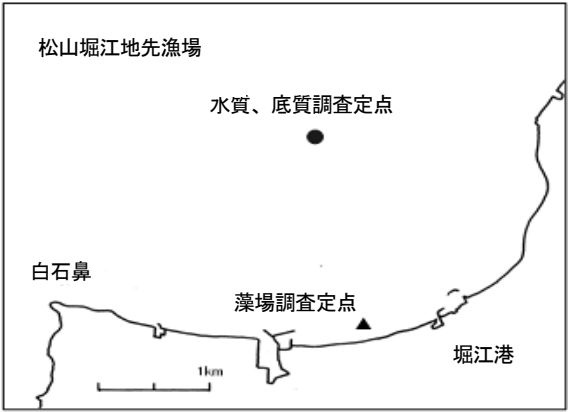 松山堀江地先漁場
水質、底質調査定点
白石鼻
藻場調査定点
堀江港
1km